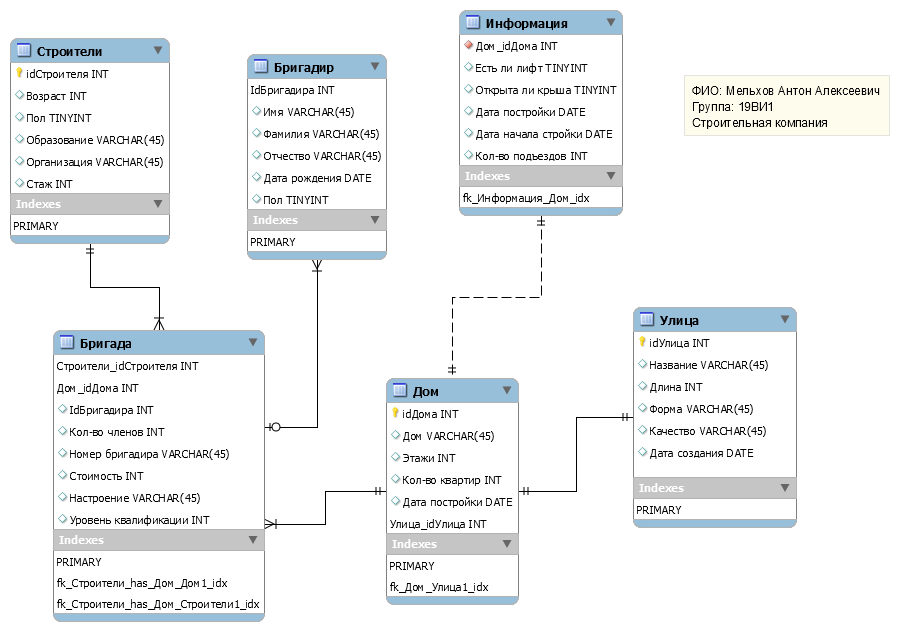 Строители
idСтроителя INT
Возраст INT
Пол TINYINT
Образование VARCHAR(45)
Организация VARCHAR(45)
Стаж INT
Indexes
PRIMARY
Бригадир
IdБригадира INT
Имя VARCHAR(45)
Фамилия VARCHAR(45)
Отчество VARCHAR(45)
Дата рождения DATE
Пол TINYINT
Indexes
PRIMARY
Информация
Дом_idДома INT
Есть ли лифт TINYINT
Открыта ли крыша TINYINT
Дата постройки DATE
Дата начала стройки DATE
Кол-во подъездов INT
Indexes
fk_Информация_Дом_idx
ФИО: Мельхов Антон Алексеевич
Группа: 19ВИ1
Строительная компания
Бригада
Строители_idСтроителя INT
Дом_idДома INT
IdБригадира INT
Кол-во членов INT
Номер бригадира VARCHAR(45)
Стоимость INT
Настроение VARCHAR(45)
Уровень квалификации INT
Indexes
PRIMARY
fk_Строители_has_Дом_Дом1_idx
fk_Строители_has_Дом_Строители1_idx
Дом
idДома INT
Дом VARCHAR(45)
Этажи INT
Кол-во квартир INT
Дата постройки DATE
Улица_idУлица INT
Indexes
PRIMARY
fk_Дом_Улица1_idx
Улица
idУлица INT
Название VARCHAR(45)
Длина INT
Форма VARCHAR(45)
Качество VARCHAR(45)
Дата создания DATE
Indexes
PRIMARY